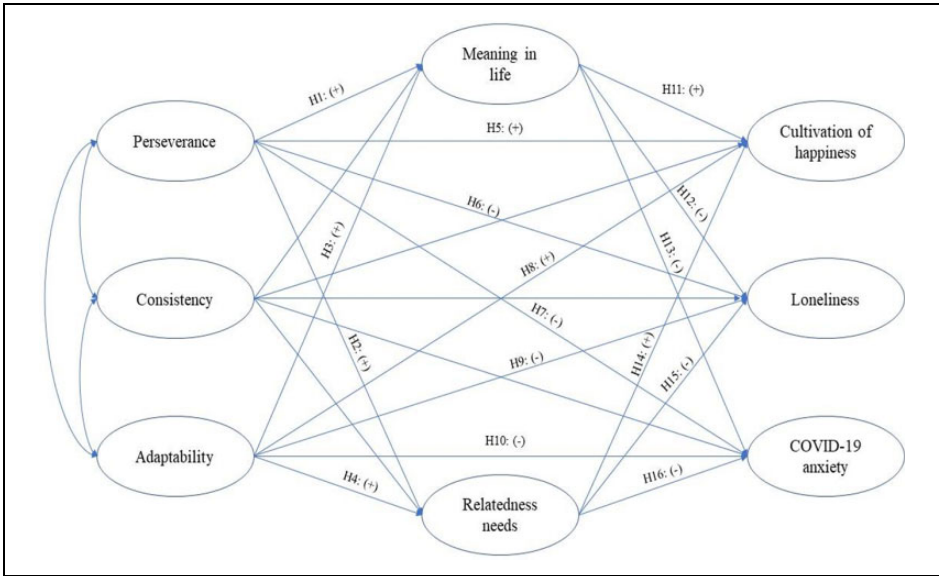 Meaning in
life
H1: (+)
H11: (+)
Perseverance
H5: (+)
Cultivation of
happiness
H6: (-)
H12: (-)
H3: (+)
H13: (-)
H8: (+)
Consistency
Loneliness
H7: (-)
H2: (+)
H14: (+)
H9: (-)
H15: (-)
Adaptability
H10: (-)
COVID-19
anxiety
H4: (+)
H16: (-)
Relatedness
needs